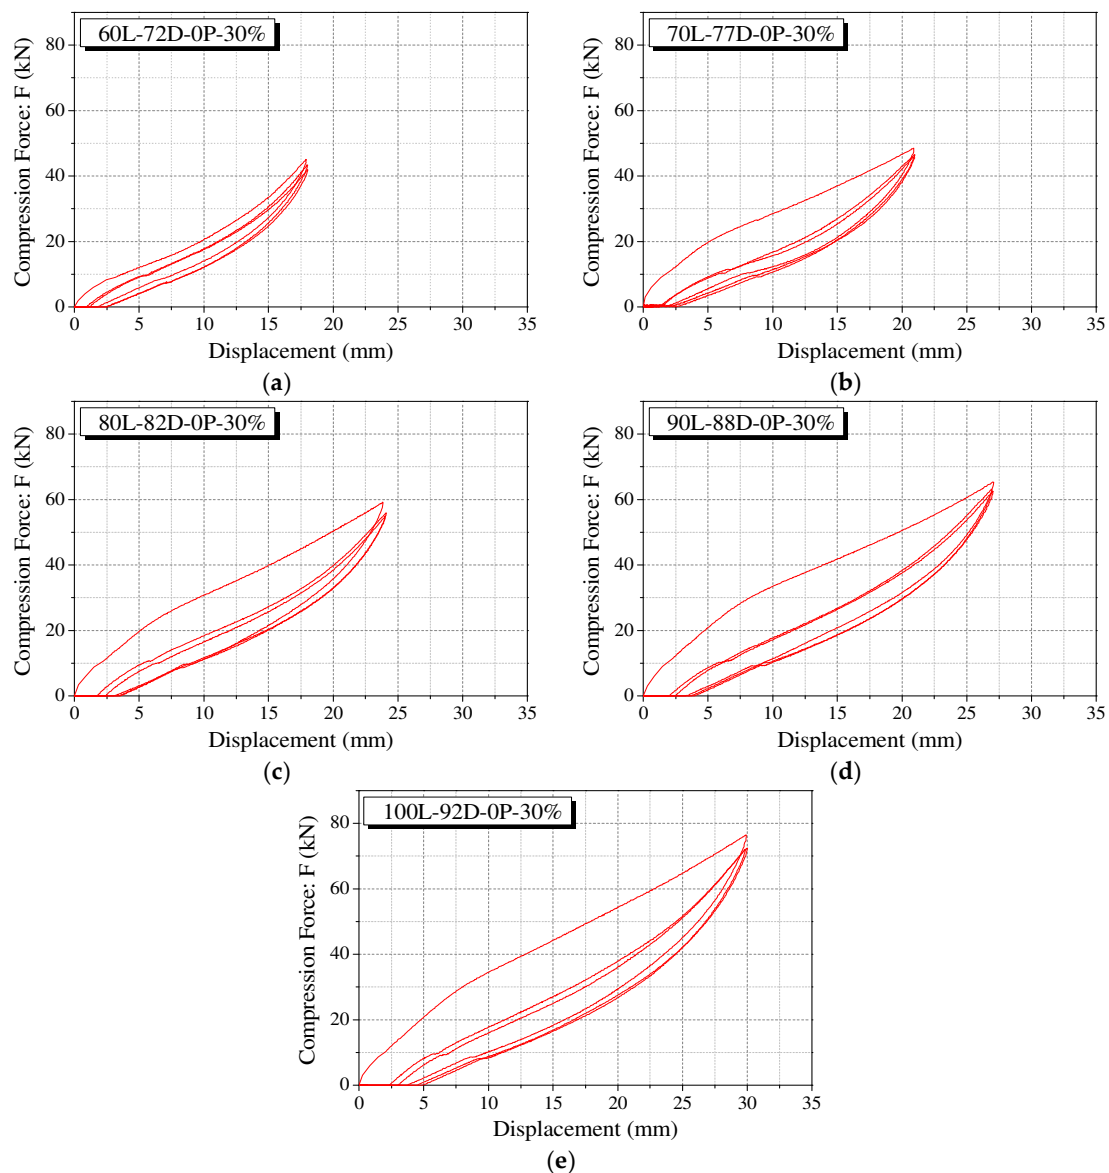 60L-72D-0P-30%
Compression Force: F (kN)
80
60
40
20
0
0 5 10 15 20 25 30 35
Displacement (mm)
(a)
70L-77D-0P-30%
Compression Force: F (kN)
80
60
40
20
0
0 5 10 15 20 25 30 35
Displacement (mm)
(b)
80L-82D-0P-30%
Compression Force: F (kN)
80
60
40
20
0
0 5 10 15 20 25 30 35
Displacement (mm)
(c)
90L-88D-0P-30%
Compression Force: F (kN)
80
60
40
20
0
0 5 10 15 20 25 30 35
Displacement (mm)
(d)
100L-92D-0P-30%
Compression Force: F (kN)
80
60
40
20
0
0 5 10 15 20 25 30 35
Displacement (mm)
(e)